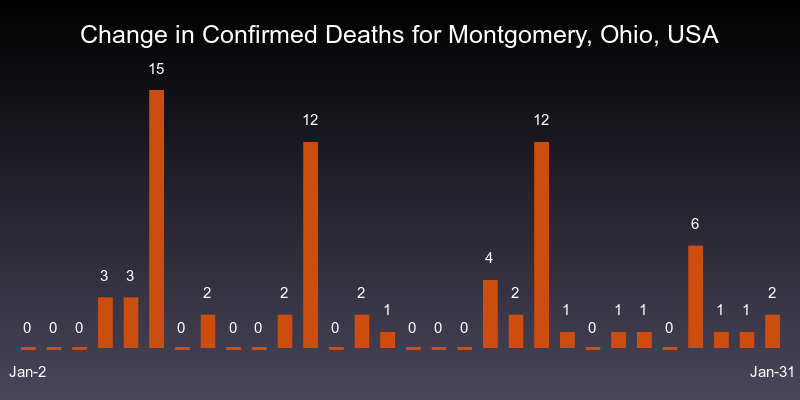 Change in Confirmed Deaths for Montgomery, Ohio, USA
0 0 0 3 3 15 0 2 0 0 2 12 0 2 1 0 0 0 4 2 12 1 0 1 1 0 6 1 1 2
Jan-2 Jan-31